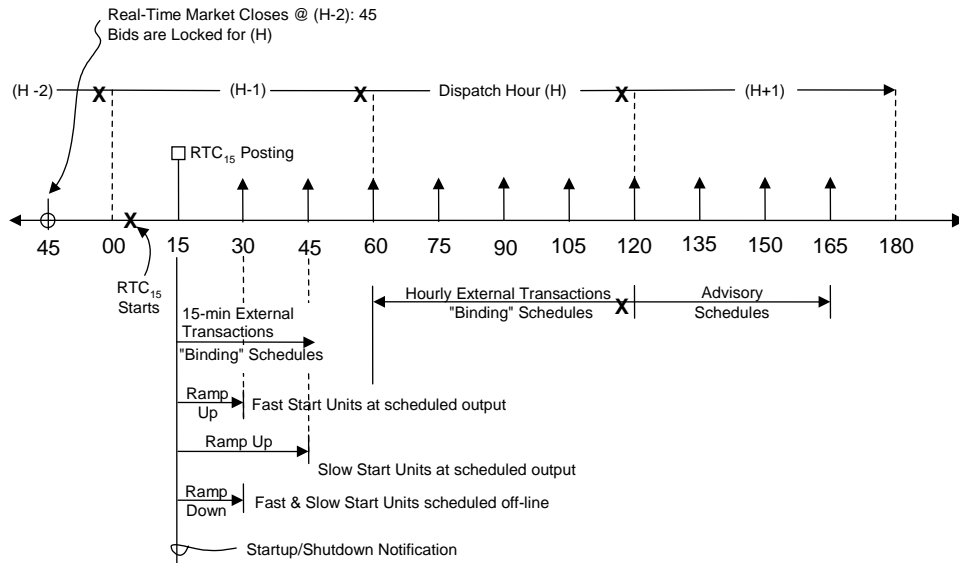 Real-Time Market Closes @ (H-2): 45
Bids are Locked for (H)
(H -2) X (H-1) X Dispatch Hour (H) X (H+1)
RTC15 Posting
X
45 00 15 30 45 60 75 90 105 120 135 150 165 180
RTC15
Starts
Hourly External Transactions
"Binding" Schedules
X
Advisory
Schedules
15-min External
Transactions
"Binding" Schedules
Ramp
Up
Fast Start Units at scheduled output
Ramp Up
Slow Start Units at scheduled output
Ramp
Down
Fast & Slow Start Units scheduled off-line
Startup/Shutdown Notification